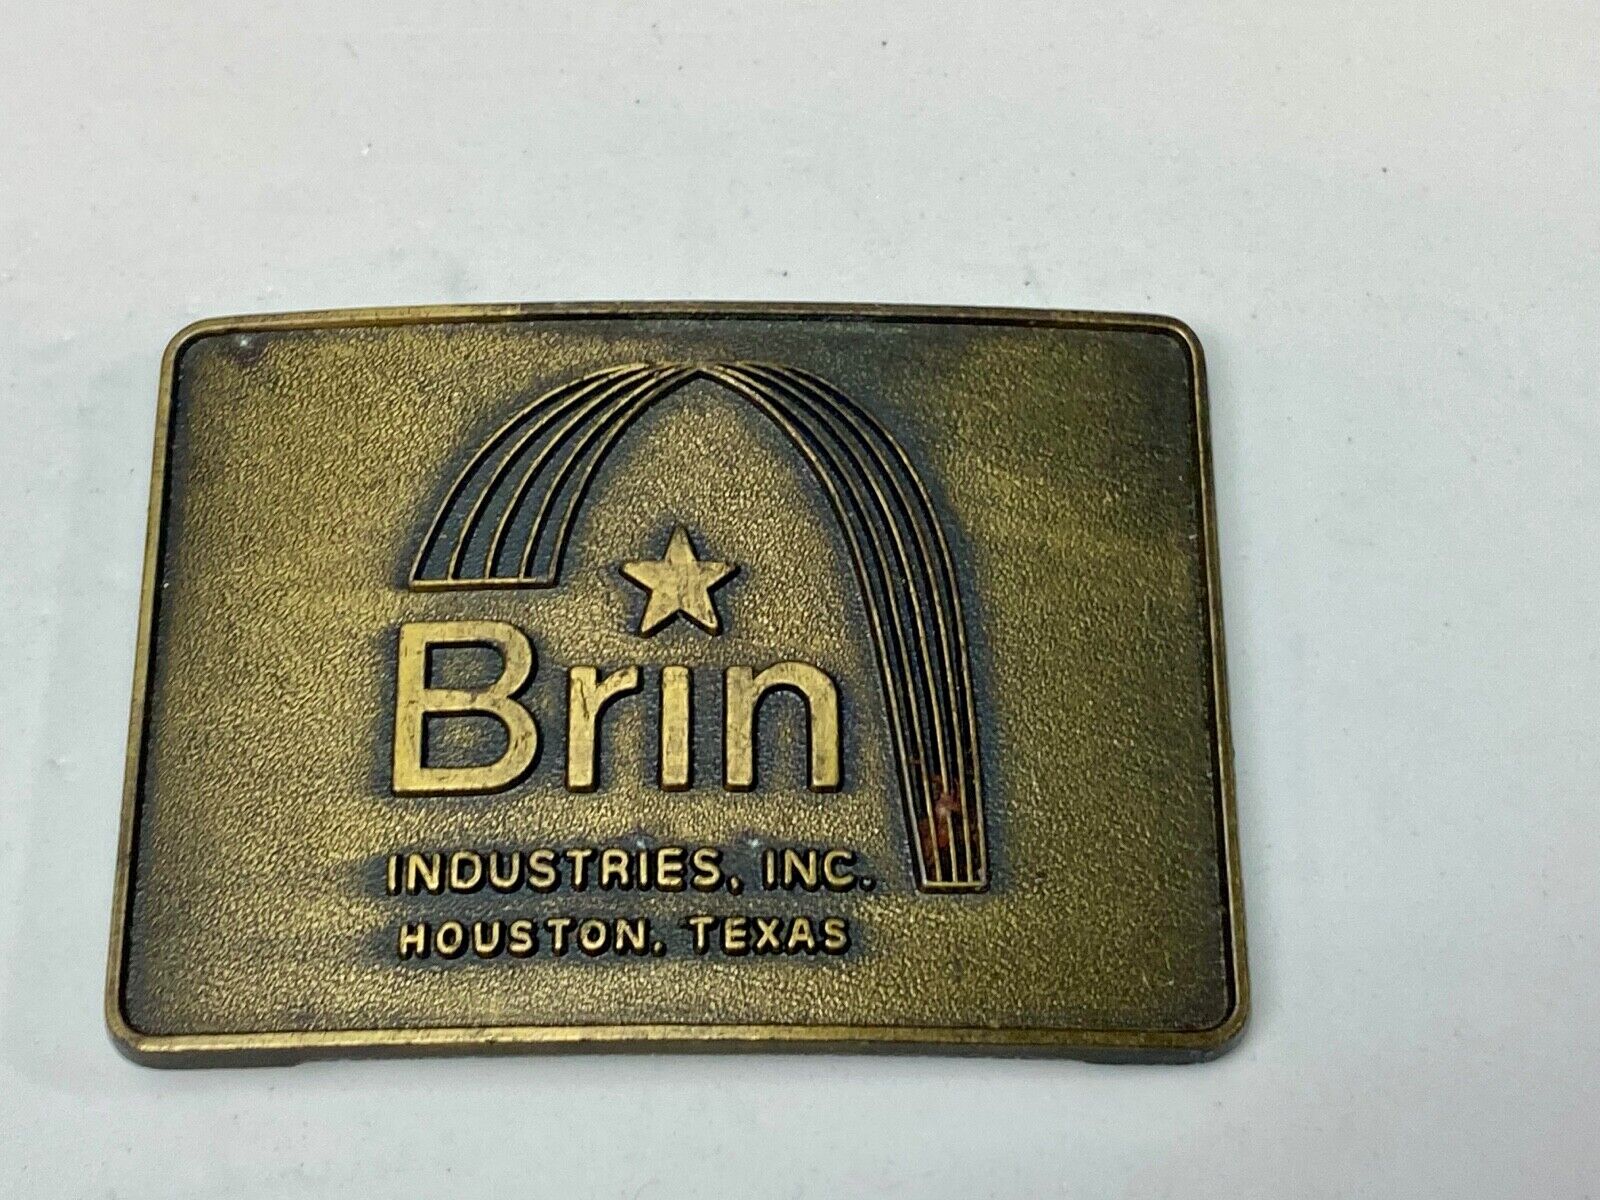 Brin
INDUSTRIES, INC.
HOUSTON, TEXAS